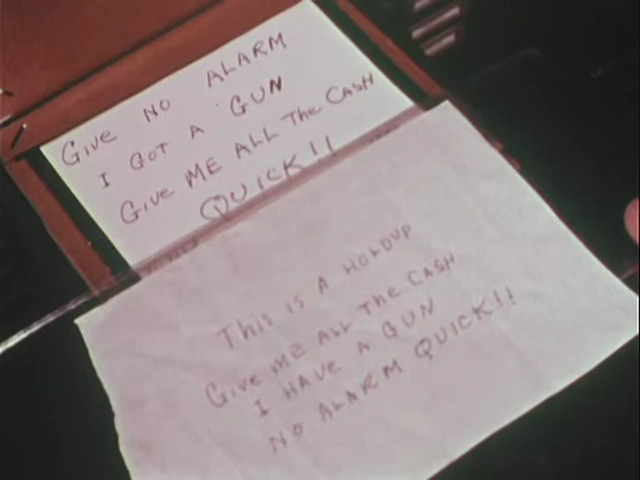 Give NO ALARM
I GOT A GUN
Give ME ALL The CASH
QUICK!!
This is A HOLDUP
Give ME ALL The CASH
I HAVE A GUN
NO ALARM QUICK!!